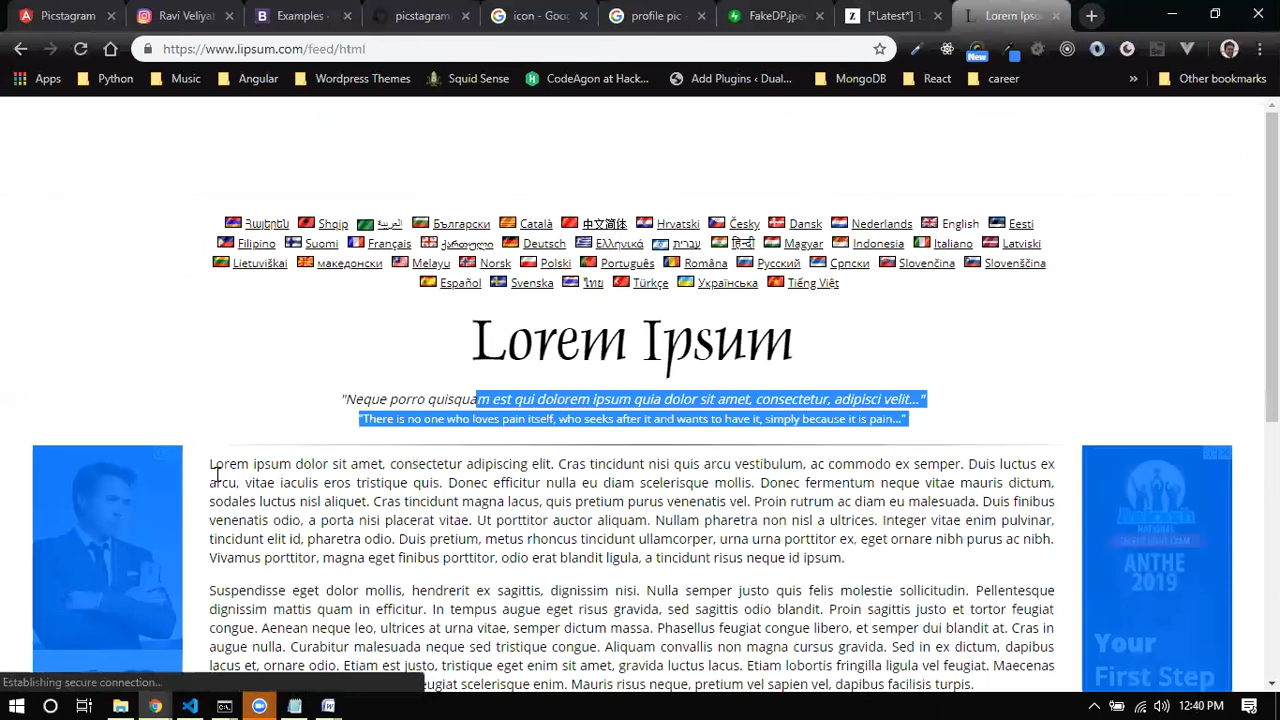 Picstagram
Ravi Veliyat
Examples -
picstagram
icon - Goo
profile pic -
FakeDP.jpe
[*Latest*]
Lorem Ips
https://www.lipsum.com/feed/html
New
Apps Python Music Angular Wordpress Themes Squid Sense CodeAgon at Hack... Add Plugins ‹ Dual... MongoDB React career » Other bookmarks
Հայերեն Shqip العربية Български Català 中文简体 Hrvatski Česky Dansk Nederlands English Eesti
Filipino Suomi Français ქართული Deutsch Ελληνικά עברית हिन्दी Magyar Indonesia Italiano Latviski
Lietuviškai македонски Melayu Norsk Polski Português Româna Русский Српски Slovenčina Slovenščina
Español Svenska ไทย Türkçe Українська Tiếng Việt
Lorem Ipsum
"Neque porro quisquam est qui dolorem ipsum quia dolor sit amet, consectetur, adipisci velit..."
"There is no one who loves pain itself, who seeks after it and wants to have it, simply because it is pain..."
Lorem ipsum dolor sit amet, consectetur adipiscing elit. Cras tincidunt nisi quis arcu vestibulum, ac commodo ex semper. Duis luctus ex
arcu, vitae iaculis eros tristique quis. Donec efficitur nulla eu diam scelerisque mollis. Donec fermentum neque vitae mauris dictum,
sodales luctus nisl aliquet. Cras tincidunt magna lacus, quis pretium purus venenatis vel. Proin rutrum ac diam eu malesuada. Duis finibus
venenatis odio, a porta nisi placerat vitae. Ut porttitor auctor aliquam. Nullam pharetra non nisl a ultrices. Integer vitae enim pulvinar,
tincidunt elit id, pharetra odio. Duis pretium, metus rhoncus tincidunt ullamcorper, urna urna porttitor ex, eget ornare nibh purus ac nibh.
Vivamus porttitor, magna eget finibus porttitor, odio erat blandit ligula, a tincidunt risus neque id ipsum.
Suspendisse eget dolor mollis, hendrerit ex sagittis, dignissim nisi. Nulla semper justo quis felis molestie sollicitudin. Pellentesque
dignissim mattis quam in efficitur. In tempus augue eget risus gravida, sed sagittis odio blandit. Proin sagittis justo et tortor feugiat
congue. Aenean neque leo, ultrices at urna vitae, semper dictum massa. Phasellus feugiat congue libero, et semper dui blandit at. Cras in
augue nulla. Curabitur malesuada neque sed tristique congue. Aliquam convallis non magna cursus gravida. Sed in ex dictum, dapibus
lacus et, ornare odio. Etiam est justo, tristique eget enim sit amet, gravida luctus lacus. Etiam lobortis fringilla ligula vel feugiat. Maecenas
feugiat scelerisque enim. Mauris risus neque, pretium vel sapien vel, dapibus facilisis turpis.
NATIONAL
ANTHE
2019
Your
First Step
Establishing secure connection...
12:40 PM